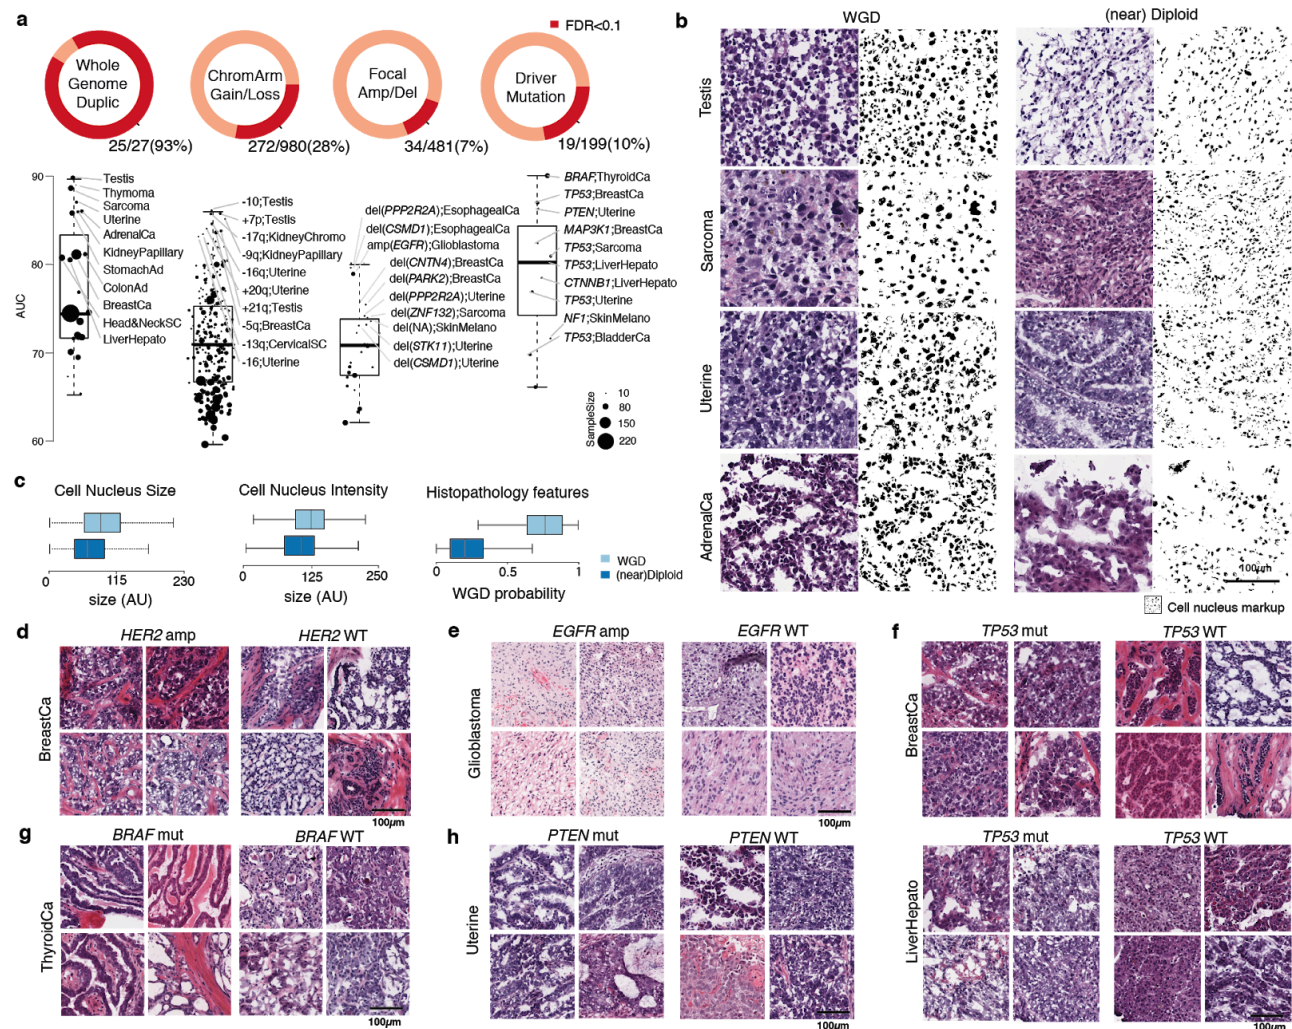 a
FDR<0.1
Whole
Genome
Duplic
ChromArm
Gain/Loss
Focal
Amp/Del
Driver
Mutation
25/27(93%)
272/980(28%)
34/481(7%)
19/199(10%)
AUC
90
80
70
60
Testis
Thymoma
Sarcoma
Uterine
AdrenalCa
KidneyPapillary
StomachAd
ColonAd
BreastCa
Head&NeckSC
LiverHepato
-10;Testis
+7p;Testis
-17q;KidneyChromo
-9q;KidneyPapillary
-16q;Uterine
+20q;Uterine
+21q;Testis
-5q;BreastCa
-13q;CervicalSC
-16;Uterine
del(PPP2R2A);EsophagealCa
del(CSMD1);EsophagealCa
amp(EGFR);Glioblastoma
del(CNTN4);BreastCa
del(PARK2);BreastCa
del(PPP2R2A);Uterine
del(ZNF132);Sarcoma
del(NA);SkinMelano
del(STK11);Uterine
del(CSMD1);Uterine
BRAF;ThyroidCa
TP53;BreastCa
PTEN;Uterine
MAP3K1;BreastCa
TP53;Sarcoma
TP53;LiverHepato
CTNNB1;LiverHepato
TP53;Uterine
NF1;SkinMelano
TP53;BladderCa
SampleSize
10
80
150
220
b
WGD
(near) Diploid
Testis
Sarcoma
Uterine
AdrenalCa
100µm
Cell nucleus markup
c
Cell Nucleus Size
0 115 230
size (AU)
Cell Nucleus Intensity
0 125 250
size (AU)
Histopathology features
0 0.5 1
WGD probability
WGD
(near)Diploid
d
HER2 amp
HER2 WT
BreastCa
100µm
e
EGFR amp
EGFR WT
Glioblastoma
100µm
f
TP53 mut
TP53 WT
BreastCa
100µm
TP53 mut
TP53 WT
LiverHepato
100µm
g
BRAF mut
BRAF WT
ThyroidCa
100µm
h
PTEN mut
PTEN WT
Uterine
100µm